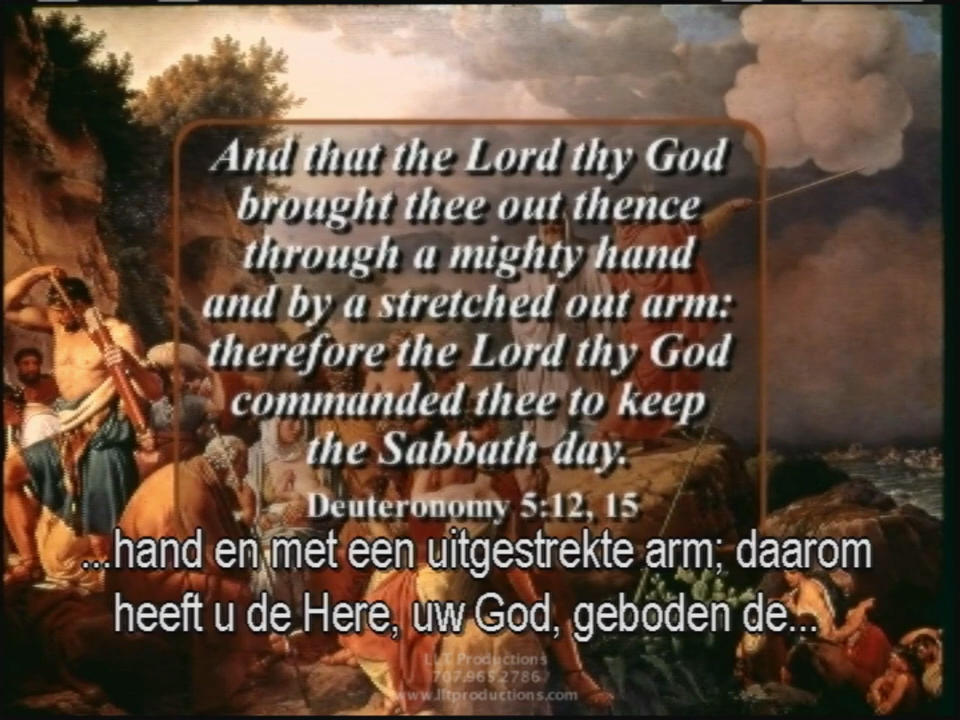 And that the Lord thy God
brought thee out thence
through a mighty hand
and by a stretched out arm:
therefore the Lord thy God
commanded thee to keep
the Sabbath day.
Deuteronomy 5:12, 15
...hand en met een uitgestrekte arm; daarom
heeft u de Here, uw God, geboden de...
LLT Productions
707.965.2786
www.lltproductions.com